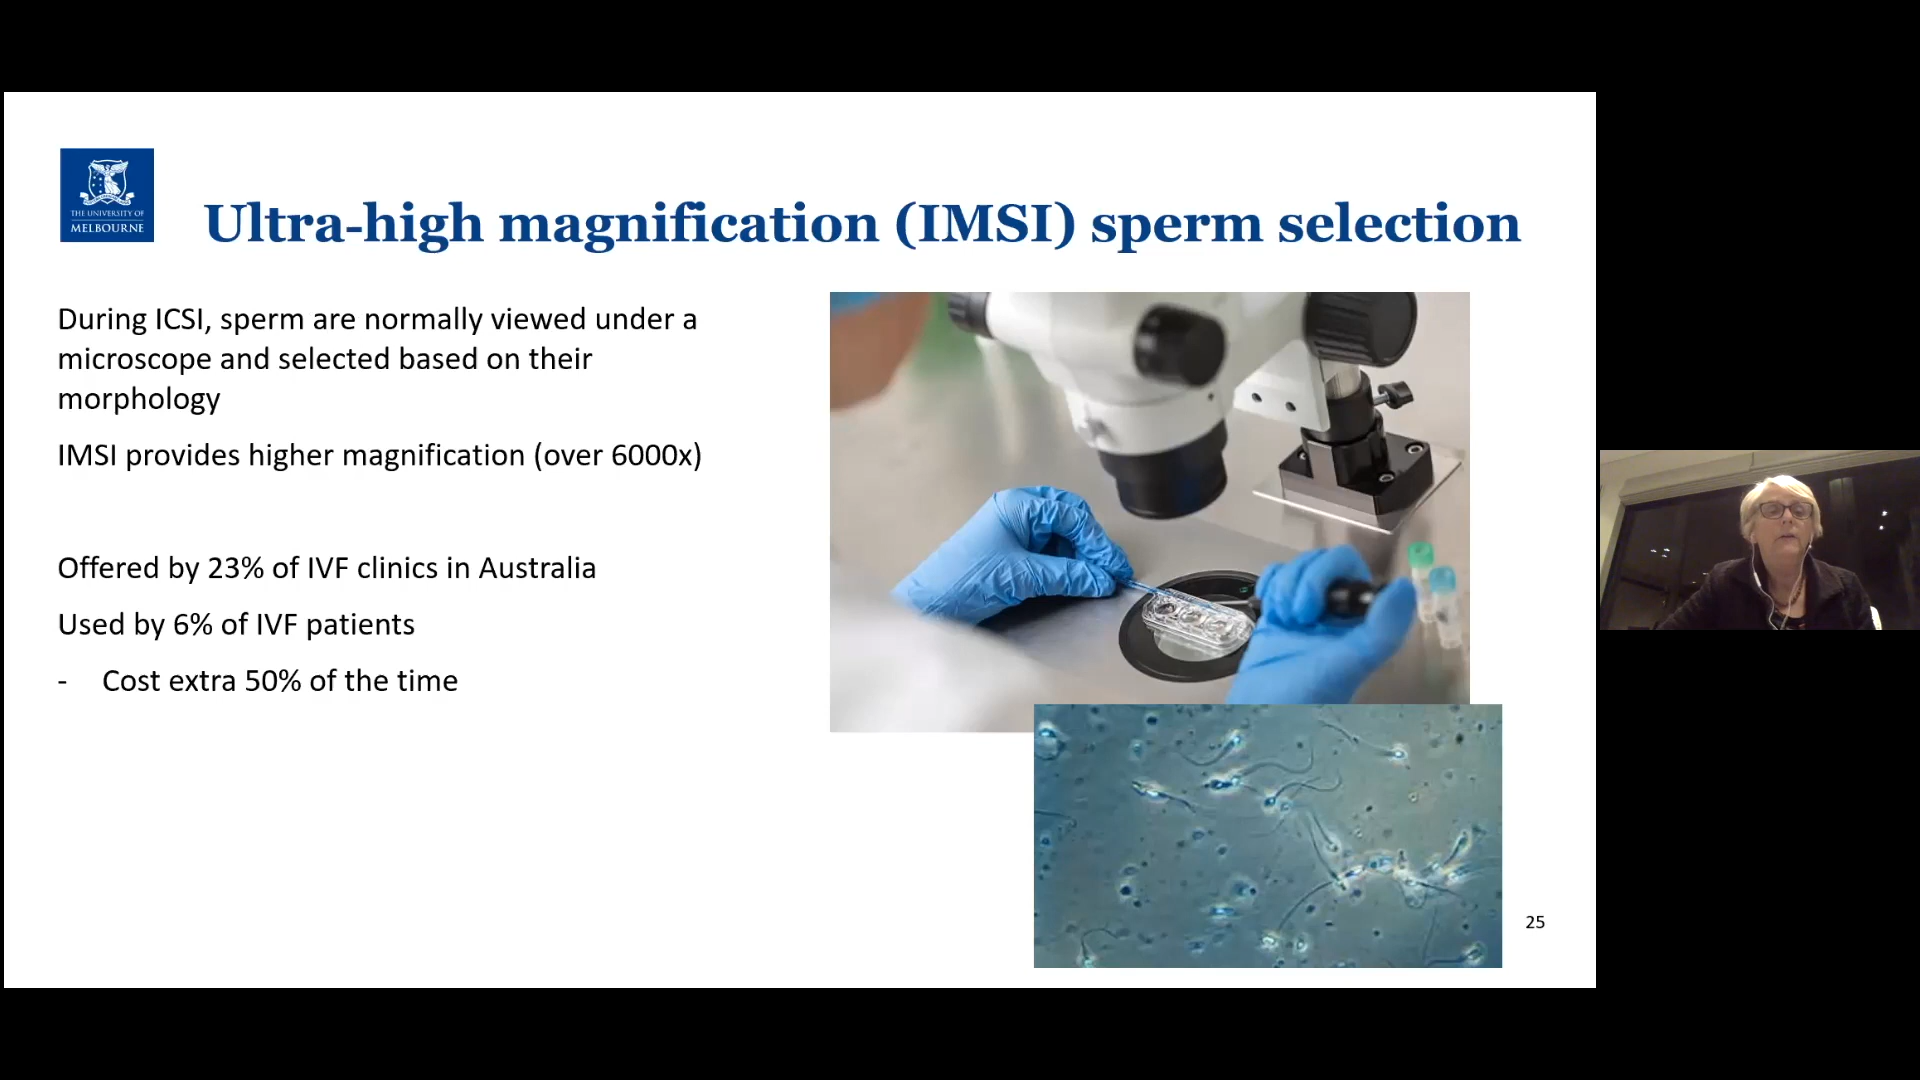 THE UNIVERSITY OF
MELBOURNE
Ultra-high magnification (IMSI) sperm selection
During ICSI, sperm are normally viewed under a
microscope and selected based on their
morphology
IMSI provides higher magnification (over 6000x)
Offered by 23% of IVF clinics in Australia
Used by 6% of IVF patients
- Cost extra 50% of the time
25